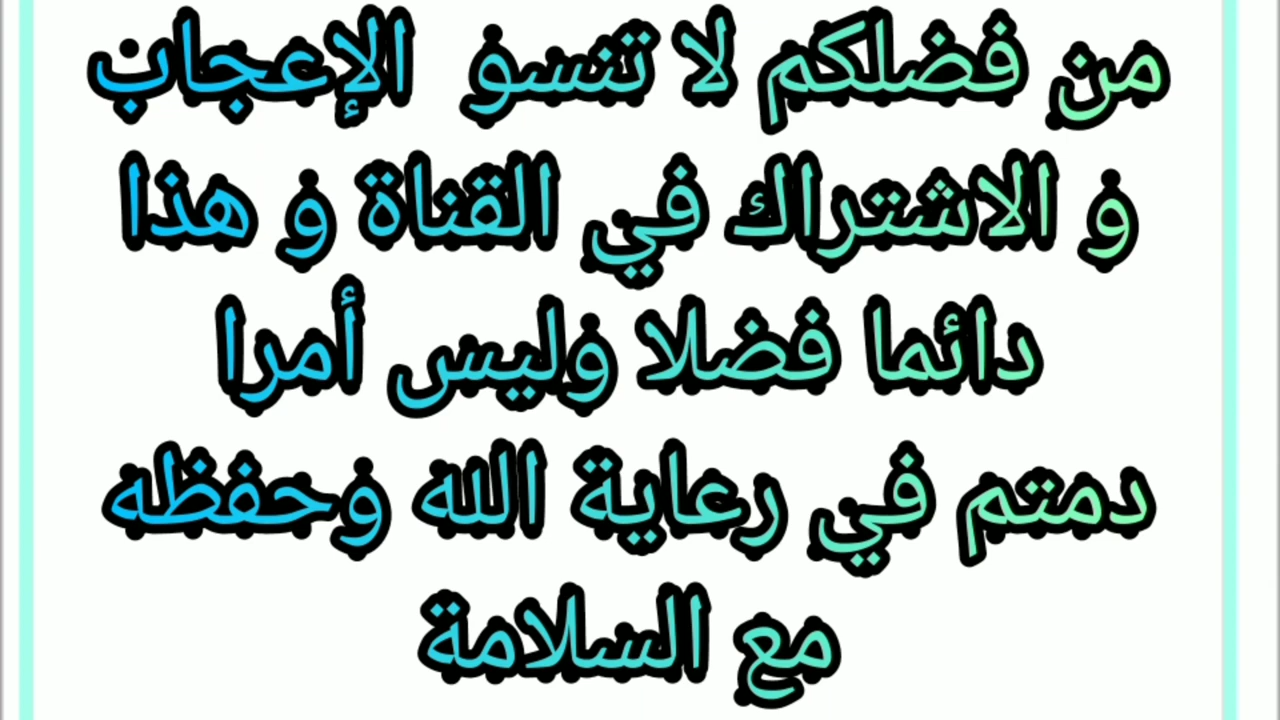 من فضلكم لا تنسو الإعجاب
و الاشتراك في القناة و هذا
دائما فضلا وليس أمرا
دمتم في رعاية الله وحفظه
مع السلامة